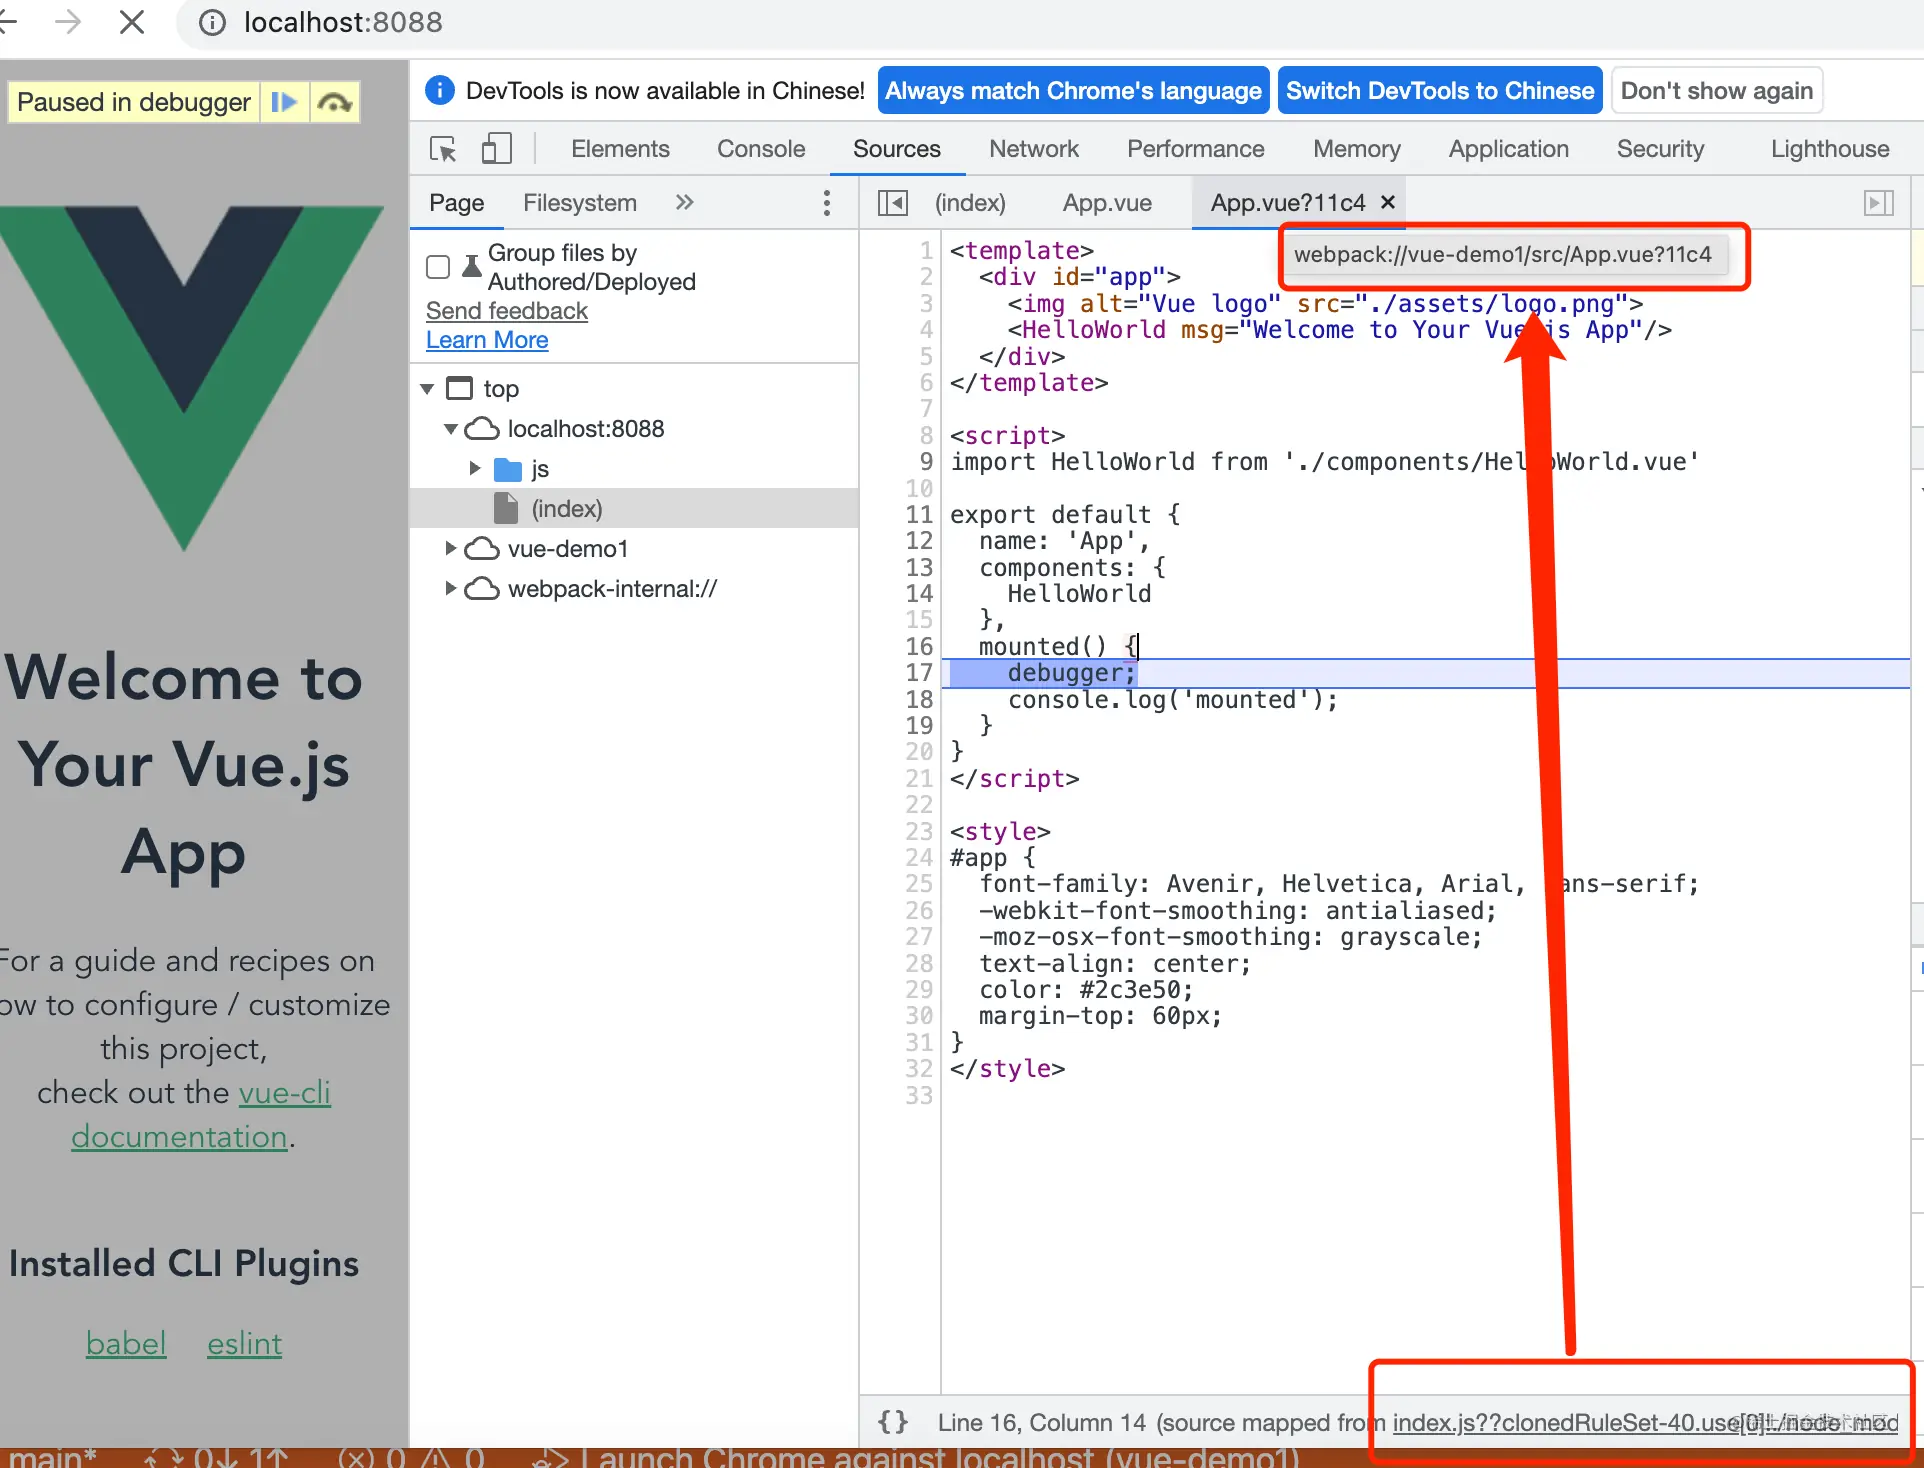 localhost:8088
Paused in debugger
DevTools is now available in Chinese! Always match Chrome's language Switch DevTools to Chinese Don't show again
Elements Console Sources Network Performance Memory Application Security Lighthouse
Page Filesystem » (index) App.vue App.vue?11c4 ×
Group files by
Authored/Deployed
Send feedback
Learn More
top
localhost:8088
js
(index)
vue-demo1
webpack-internal://
webpack://vue-demo1/src/App.vue?11c4
1 <template>
2 <div id="app">
3 <img alt="Vue logo" src="./assets/logo.png">
4 <HelloWorld msg="Welcome to Your Vue.js App"/>
5 </div>
6 </template>
7
8 <script>
9 import HelloWorld from './components/HelloWorld.vue'
10
11 export default {
12 name: 'App',
13 components: {
14 HelloWorld
15 },
16 mounted() {
17 debugger;
18 console.log('mounted');
19 }
20 }
21 </script>
22
23 <style>
24 #app {
25 font-family: Avenir, Helvetica, Arial, sans-serif;
26 -webkit-font-smoothing: antialiased;
27 -moz-osx-font-smoothing: grayscale;
28 text-align: center;
29 color: #2c3e50;
30 margin-top: 60px;
31 }
32 </style>
33
{} Line 16, Column 14 (source mapped from index.js??clonedRuleSet-40.use[0]!./node_mod
Welcome to
Your Vue.js
App
For a guide and recipes on
ow to configure / customize
this project,
check out the vue-cli
documentation.
Installed CLI Plugins
babel eslint
main* 0↓ 1↑ 0 0 Launch Chrome against localhost (vue-demo1)